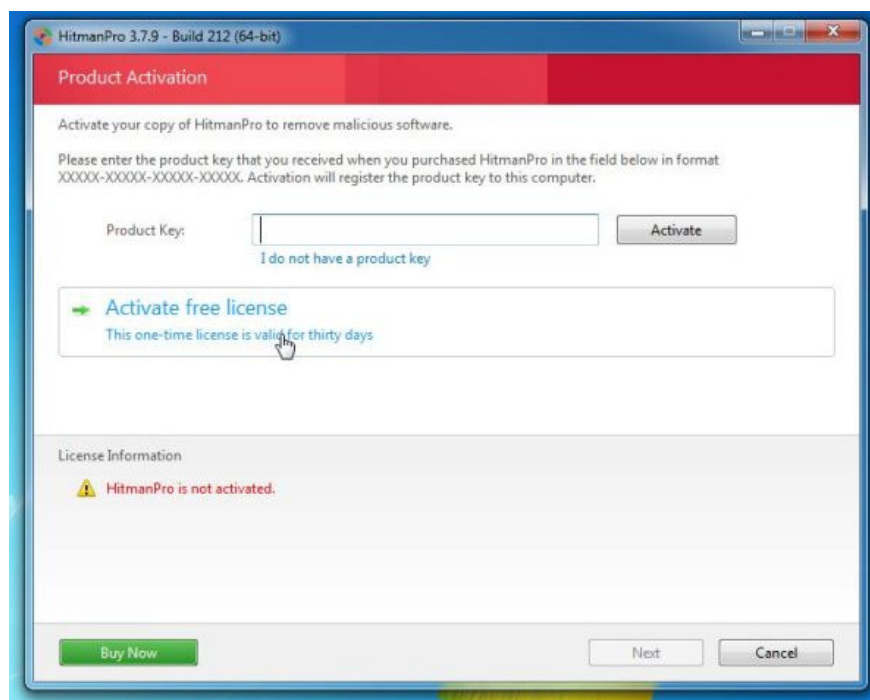 HitmanPro 3.7.9 - Build 212 (64-bit)
Product Activation
Activate your copy of HitmanPro to remove malicious software.
Please enter the product key that you received when you purchased HitmanPro in the field below in format
XXXXX-XXXXX-XXXXX-XXXXX. Activation will register the product key to this computer.
Product Key:
Activate
I do not have a product key
Activate free license
This one-time license is valid for thirty days
License Information
HitmanPro is not activated.
Buy Now
Next
Cancel